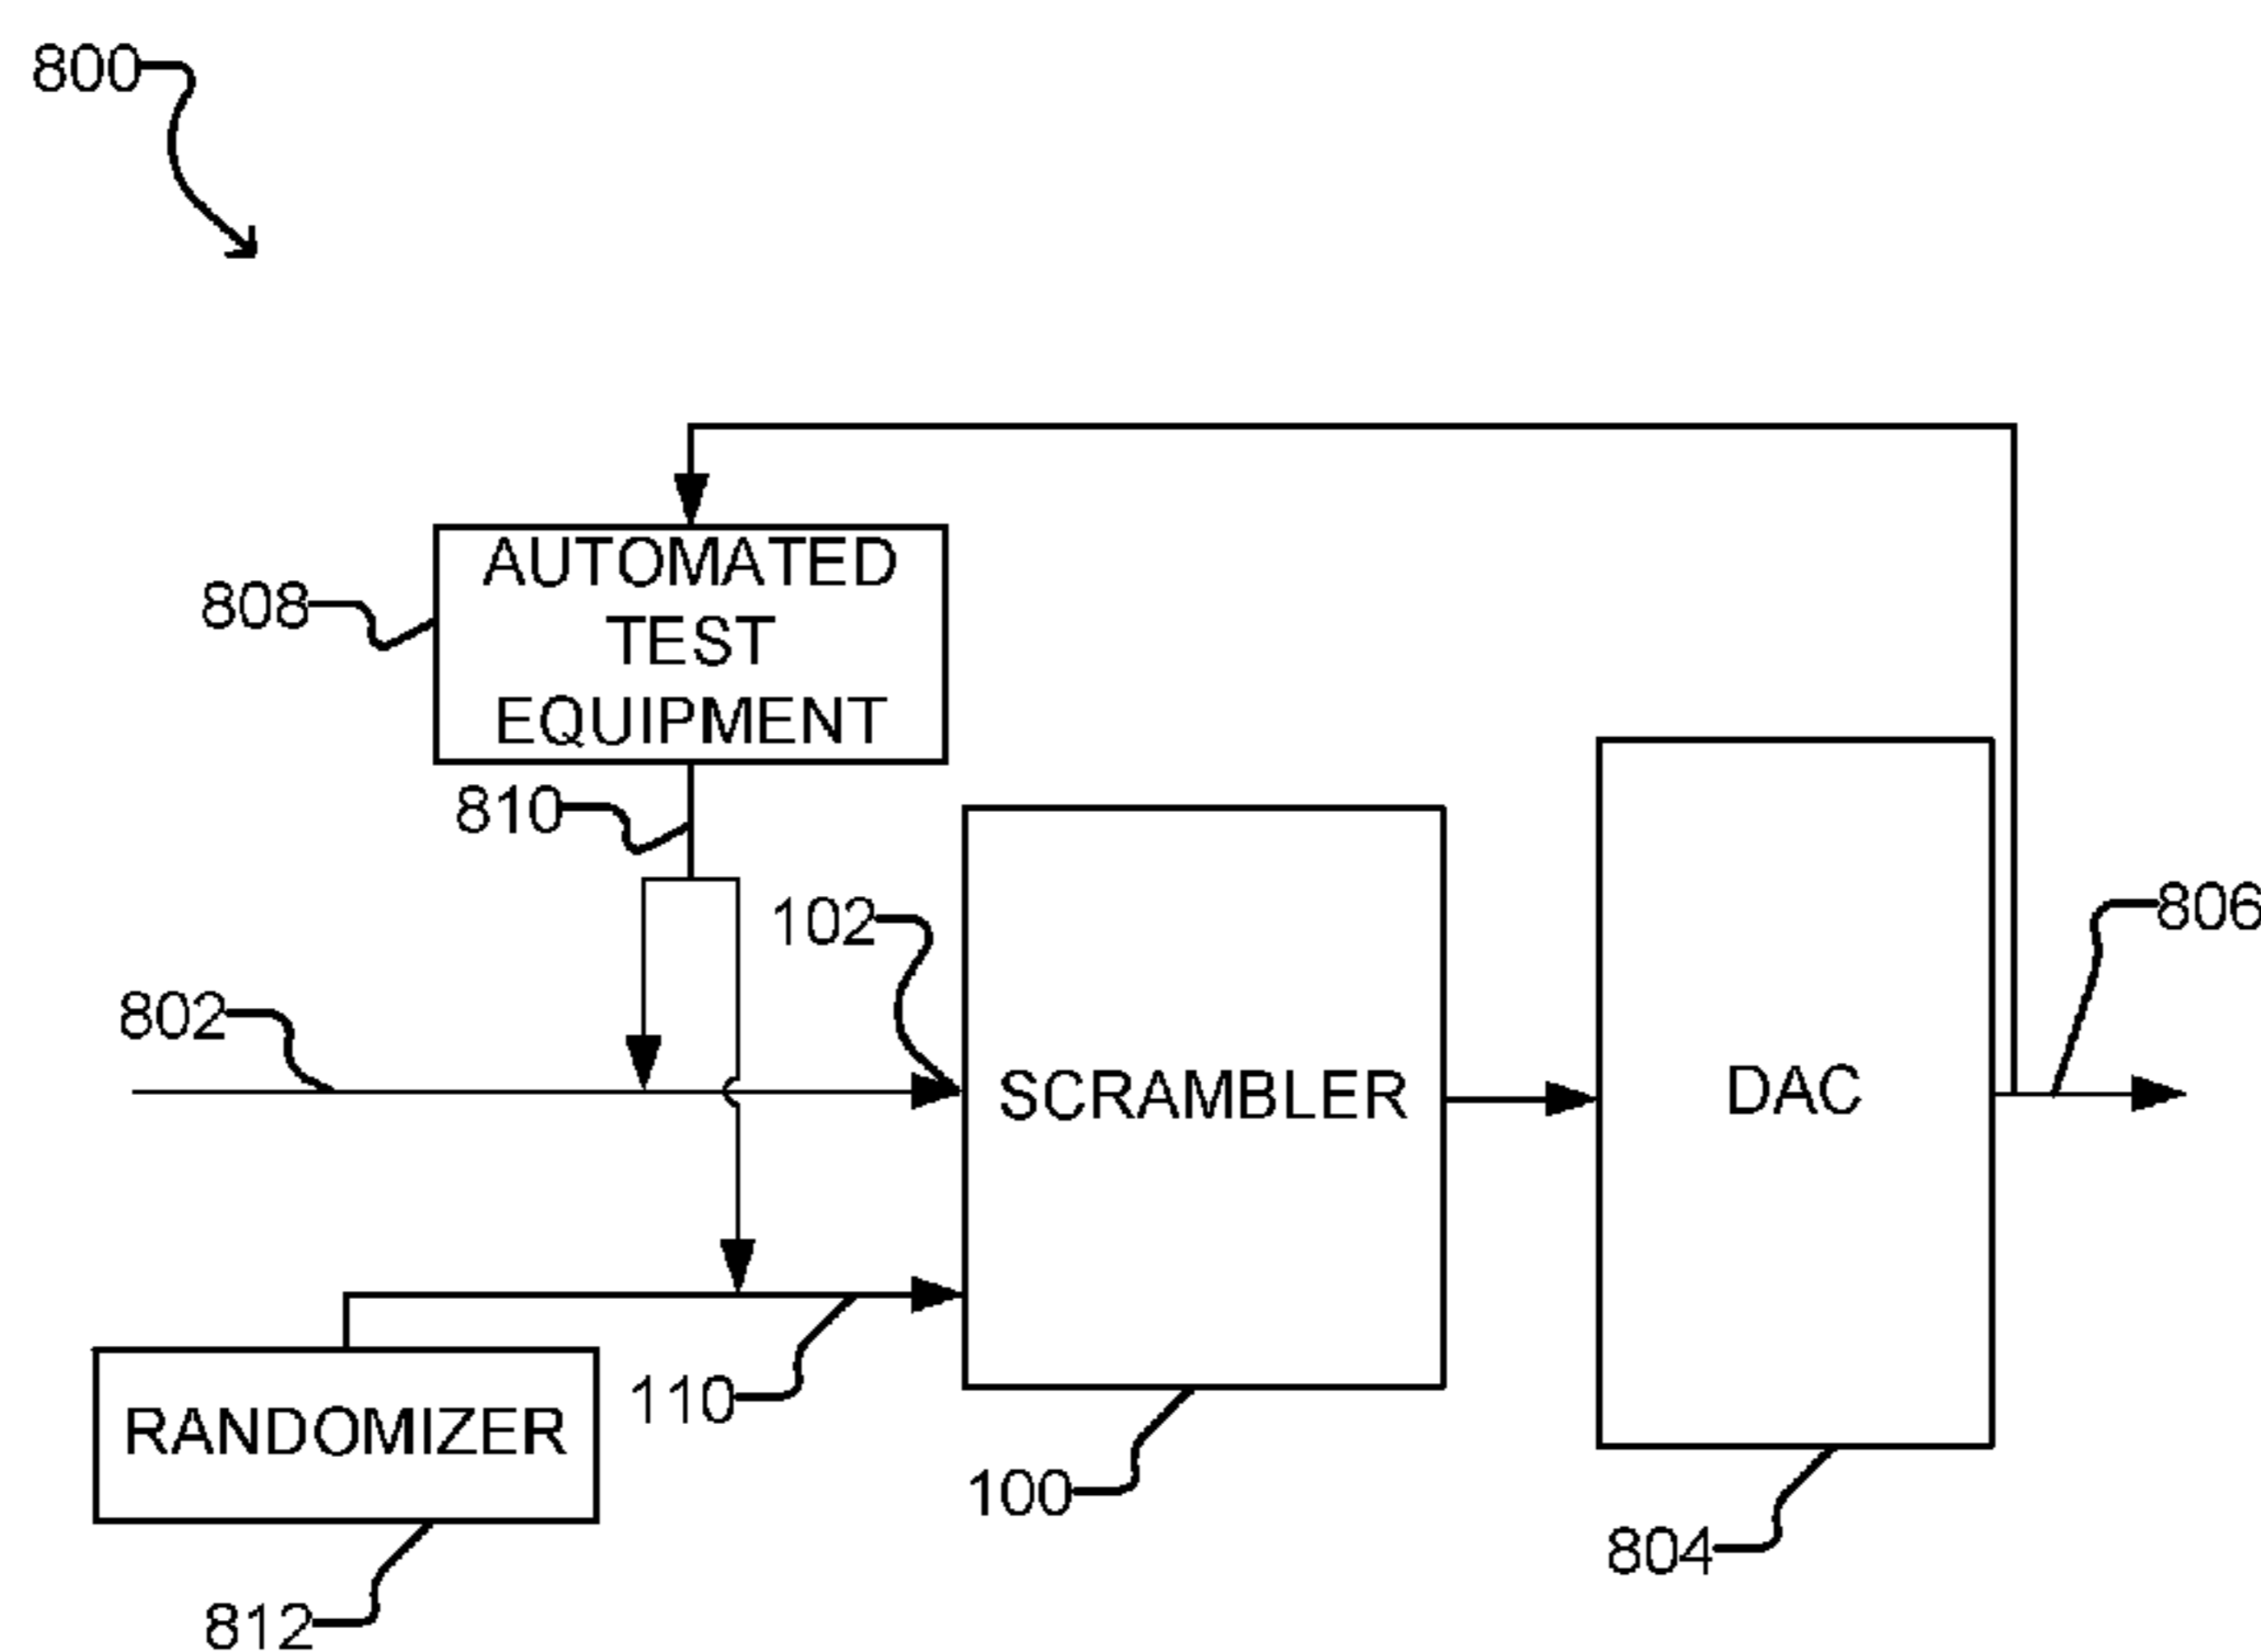 800
AUTOMATED
TEST
EQUIPMENT
808
810
102
806
802
SCRAMBLER
DAC
110
RANDOMIZER
100
804
812